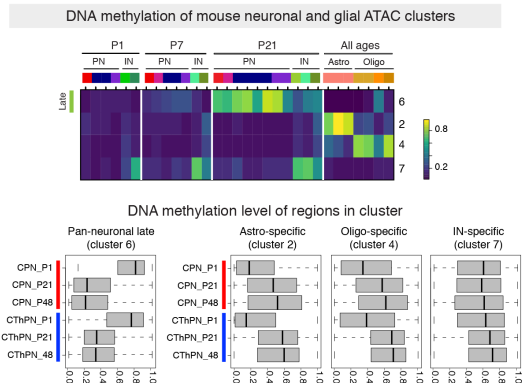 DNA methylation of mouse neuronal and glial ATAC clusters
P1 P7 P21 All ages
PN IN PN IN PN IN Astro Oligo
Late
6
2
4
7
0.8
0.2
DNA methylation level of regions in cluster
Pan-neuronal late Astro-specific Oligo-specific IN-specific
(cluster 6) (cluster 2) (cluster 4) (cluster 7)
CPN_P1 CPN_P1
CPN_P21 CPN_P21
CPN_P48 CPN_P48
CThPN_P1 CThPN_P1
CThPN_P21 CThPN_P21
CThPN_48 CThPN_48
0.0 0.2 0.4 0.6 0.8 1.0 0.0 0.2 0.4 0.6 0.8 1.0 0.0 0.2 0.4 0.6 0.8 1.0 0.0 0.2 0.4 0.6 0.8 1.0